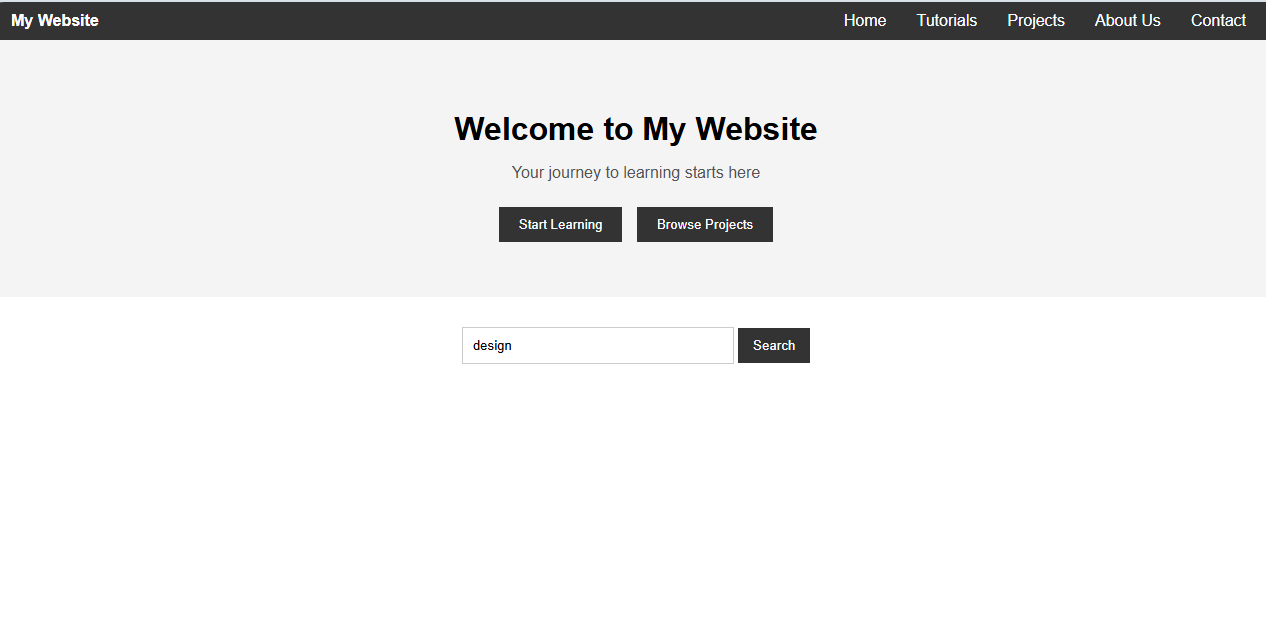 My Website Home Tutorials Projects About Us Contact
Welcome to My Website
Your journey to learning starts here
Start Learning Browse Projects
design Search